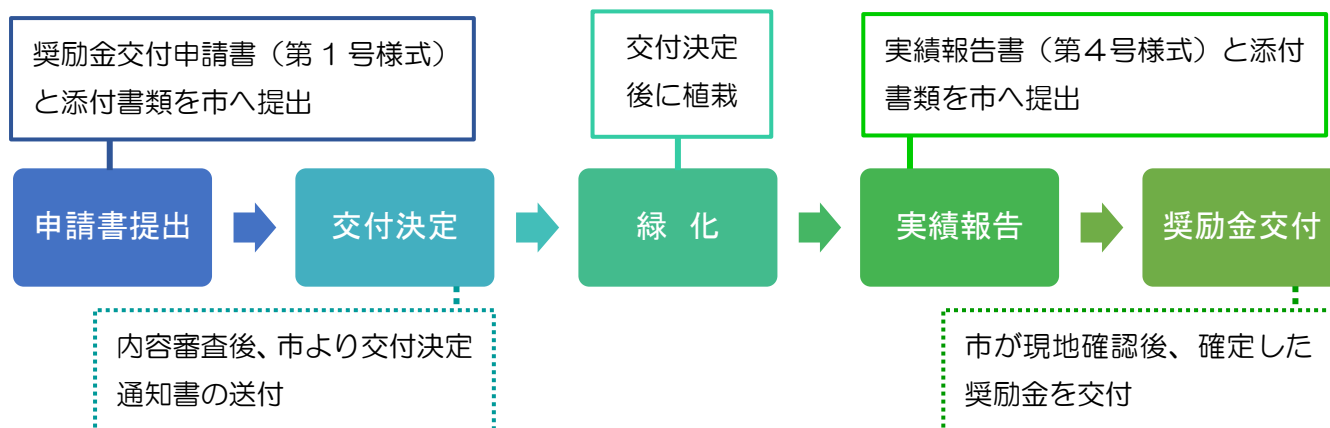 奨励金交付申請書（第１号様式）
と添付書類を市へ提出
交付決定
後に植栽
実績報告書（第４号様式）と添付
書類を市へ提出
申請書提出
交付決定
緑　化
実績報告
奨励金交付
内容審査後、市より交付決定
通知書の送付
市が現地確認後、確定した
奨励金を交付